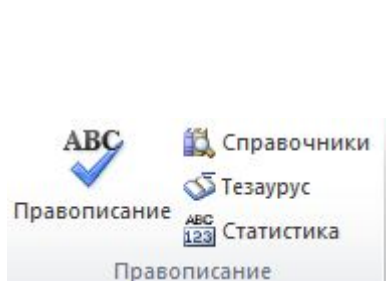 ABC
Правописание
Справочники
Тезаурус
ABC
123
Статистика
Правописание